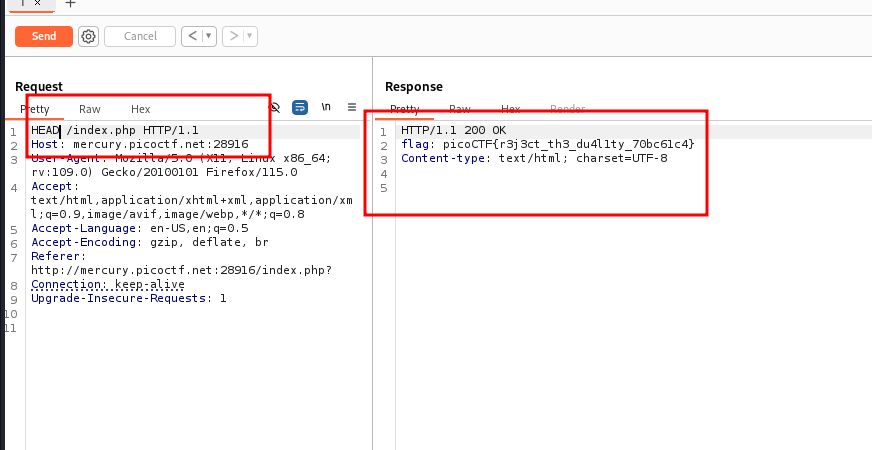 1 ×
Send
Cancel
Request
Pretty Raw Hex \n
1 HEAD /index.php HTTP/1.1
2 Host: mercury.picoctf.net:28916
3 User-Agent: Mozilla/5.0 (X11; Linux x86_64;
rv:109.0) Gecko/20100101 Firefox/115.0
4 Accept:
text/html,application/xhtml+xml,application/xm
l;q=0.9,image/avif,image/webp,*/*;q=0.8
5 Accept-Language: en-US,en;q=0.5
6 Accept-Encoding: gzip, deflate, br
7 Referer:
http://mercury.picoctf.net:28916/index.php?
8 Connection: keep-alive
9 Upgrade-Insecure-Requests: 1
10
11
Response
Pretty Raw Hex Render
1 HTTP/1.1 200 OK
2 flag: picoCTF{r3j3ct_th3_du4l1ty_70bc61c4}
3 Content-type: text/html; charset=UTF-8
4
5